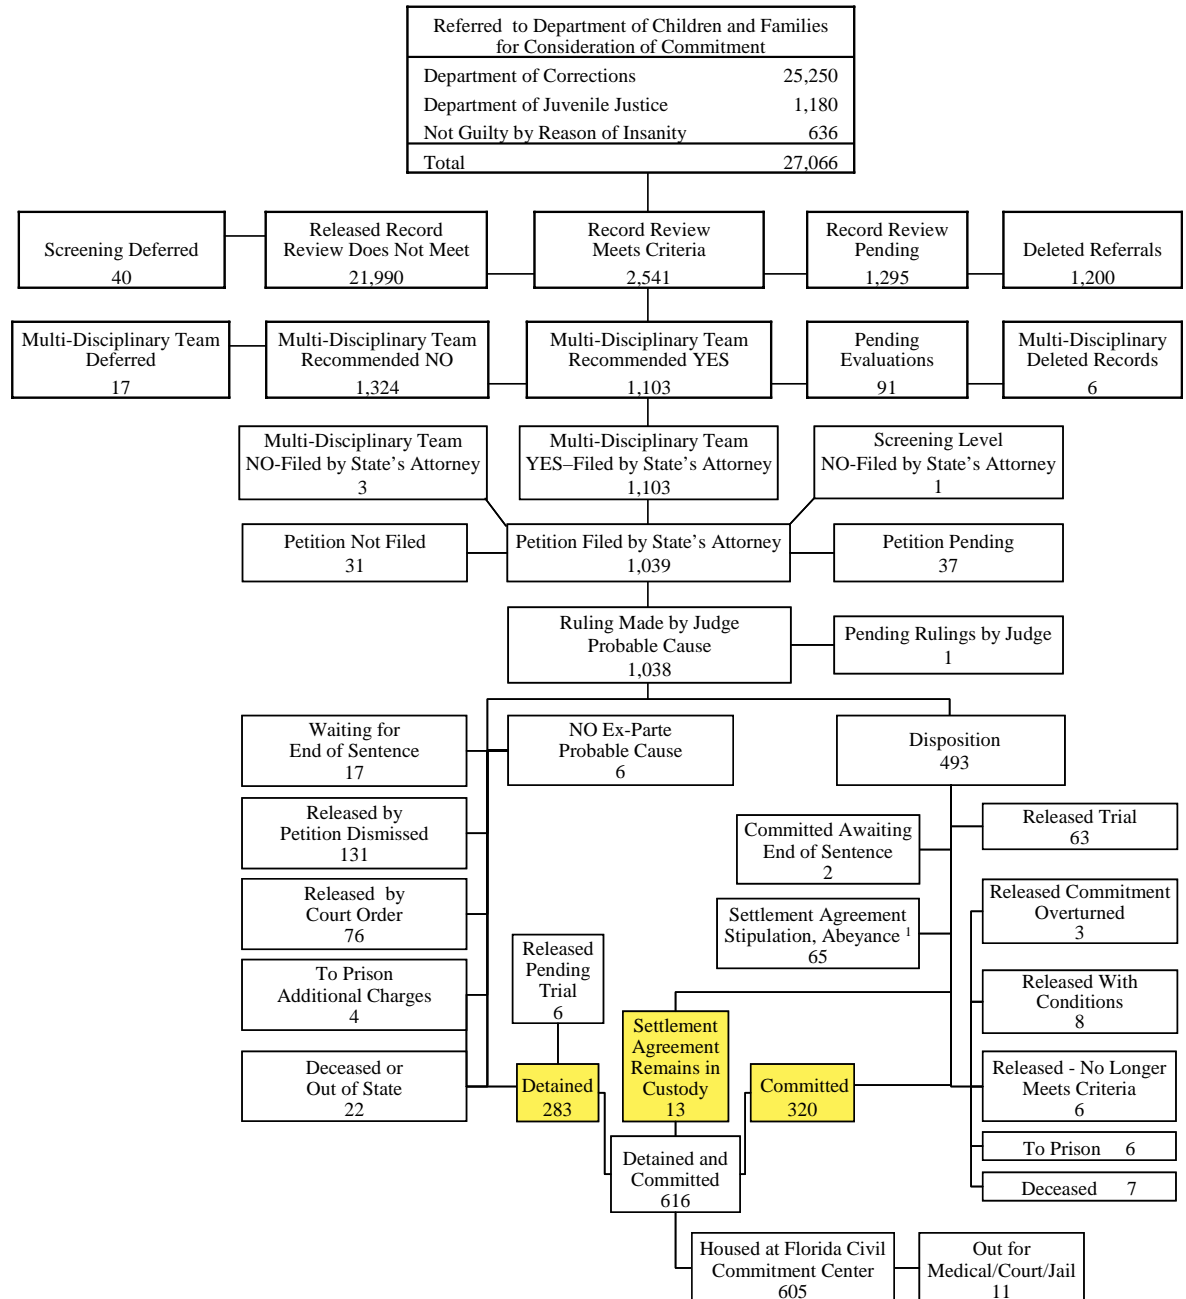 Referred to Department of Children and Families
for Consideration of Commitment
Department of Corrections 25,250
Department of Juvenile Justice 1,180
Not Guilty by Reason of Insanity 636
Total 27,066
Screening Deferred
40
Released Record
Review Does Not Meet
21,990
Record Review
Meets Criteria
2,541
Record Review
Pending
1,295
Deleted Referrals
1,200
Multi-Disciplinary Team
Deferred
17
Multi-Disciplinary Team
Recommended NO
1,324
Multi-Disciplinary Team
Recommended YES
1,103
Pending
Evaluations
91
Multi-Disciplinary
Deleted Records
6
Multi-Disciplinary Team
NO-Filed by State’s Attorney
3
Multi-Disciplinary Team
YES–Filed by State’s Attorney
1,103
Screening Level
NO-Filed by State’s Attorney
1
Petition Not Filed
31
Petition Filed by State’s Attorney
1,039
Petition Pending
37
Ruling Made by Judge
Probable Cause
1,038
Pending Rulings by Judge
1
Waiting for
End of Sentence
17
NO Ex-Parte
Probable Cause
6
Disposition
493
Released by
Petition Dismissed
131
Committed Awaiting
End of Sentence
2
Released Trial
63
Released by
Court Order
76
Settlement Agreement
Stipulation, Abeyance 1
65
Released Commitment
Overturned
3
To Prison
Additional Charges
4
Released
Pending
Trial
6
Released With
Conditions
8
Deceased or
Out of State
22
Detained
283
Settlement
Agreement
Remains in
Custody
13
Committed
320
Released - No Longer
Meets Criteria
6
To Prison 6
Deceased 7
Detained and
Committed
616
Housed at Florida Civil
Commitment Center
605
Out for
Medical/Court/Jail
11